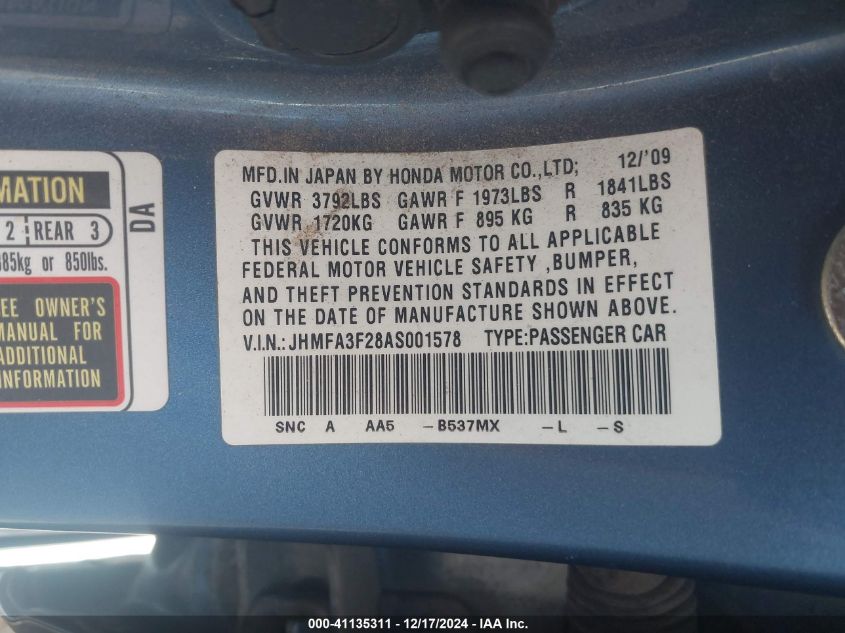 MATION
2 REAR 3
385kg or 850lbs.
EE OWNER'S
MANUAL FOR
ADDITIONAL
INFORMATION
DA
MFD.IN JAPAN BY HONDA MOTOR CO.,LTD; 12/'09
GVWR 3792LBS GAWR F 1973LBS R 1841LBS
GVWR 1720KG GAWR F 895 KG R 835 KG
THIS VEHICLE CONFORMS TO ALL APPLICABLE
FEDERAL MOTOR VEHICLE SAFETY ,BUMPER,
AND THEFT PREVENTION STANDARDS IN EFFECT
ON THE DATE OF MANUFACTURE SHOWN ABOVE.
V.I.N.:JHMFA3F28AS001578 TYPE:PASSENGER CAR
SNC A AA5 -B537MX -L -S
000-41135311 - 12/17/2024 - IAA Inc.